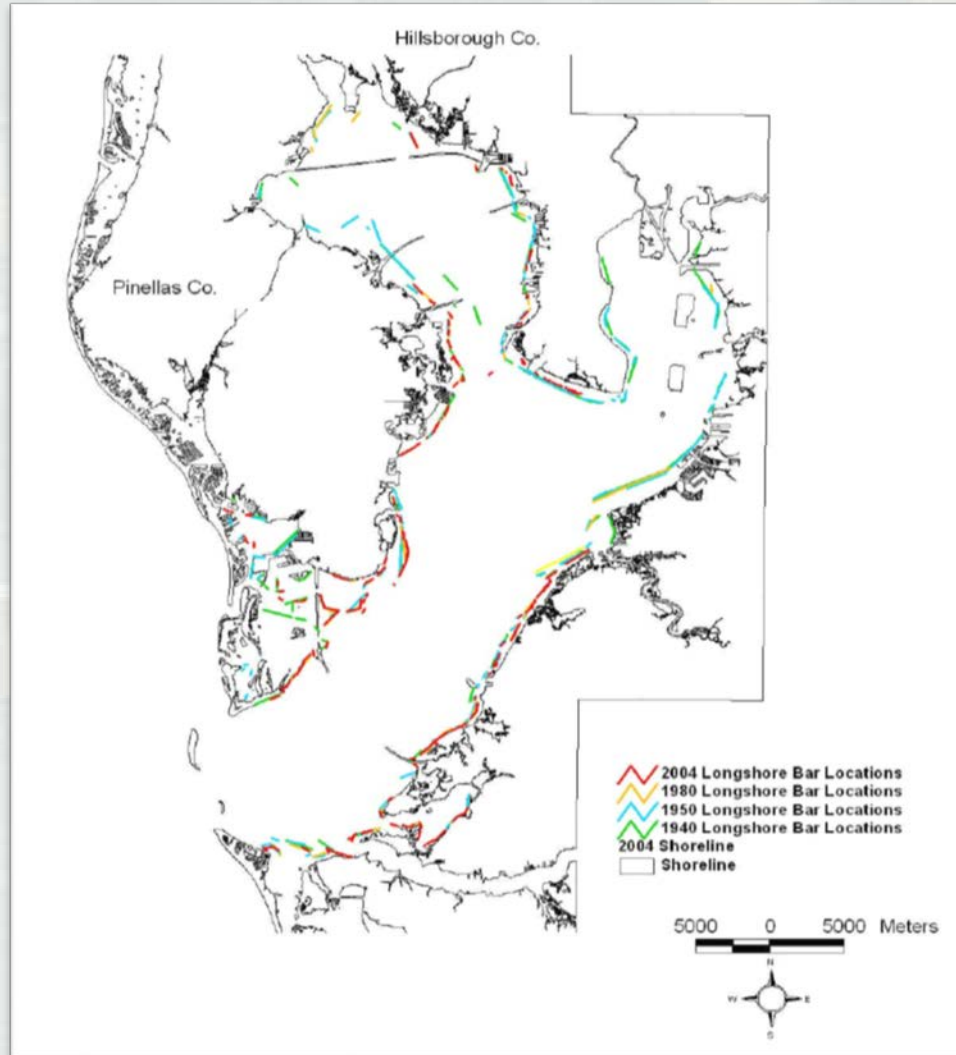 Hillsborough Co.
Pinellas Co.
2004 Longshore Bar Locations
1980 Longshore Bar Locations
1950 Longshore Bar Locations
1940 Longshore Bar Locations
2004 Shoreline
Shoreline
5000 0 5000 Meters
N
W E
S